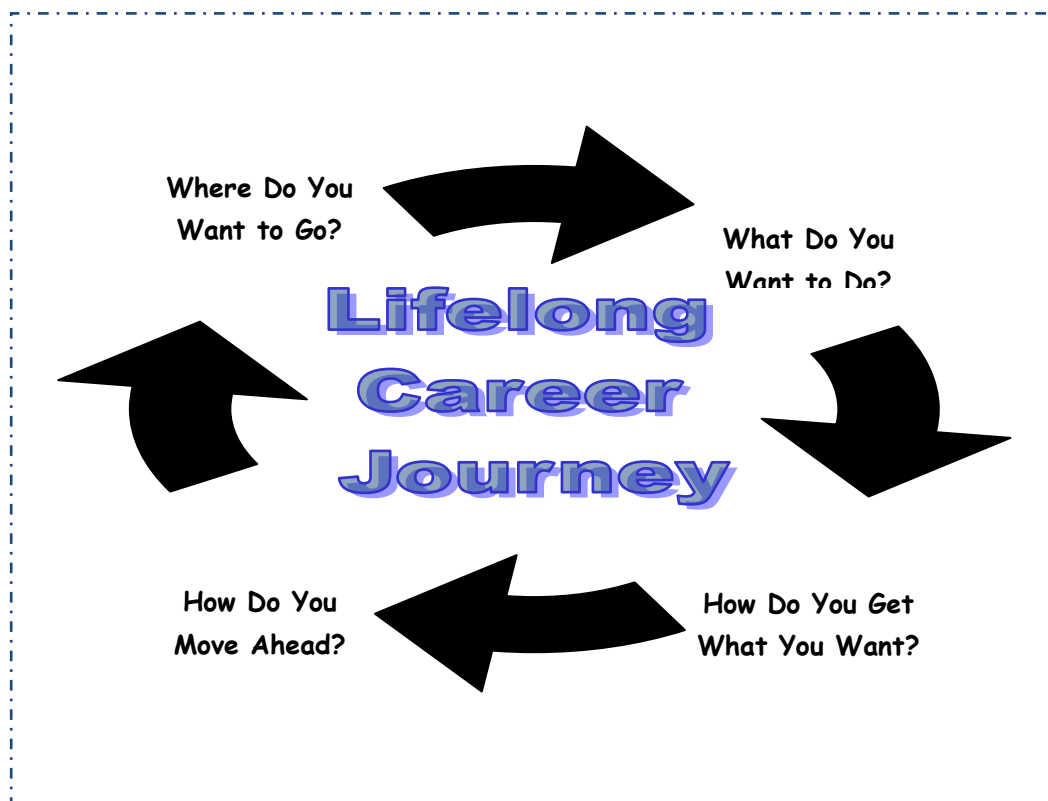 Where Do You
Want to Go?
What Do You
Want to Do?
Lifelong
Career
Journey
How Do You
Move Ahead?
How Do You Get
What You Want?